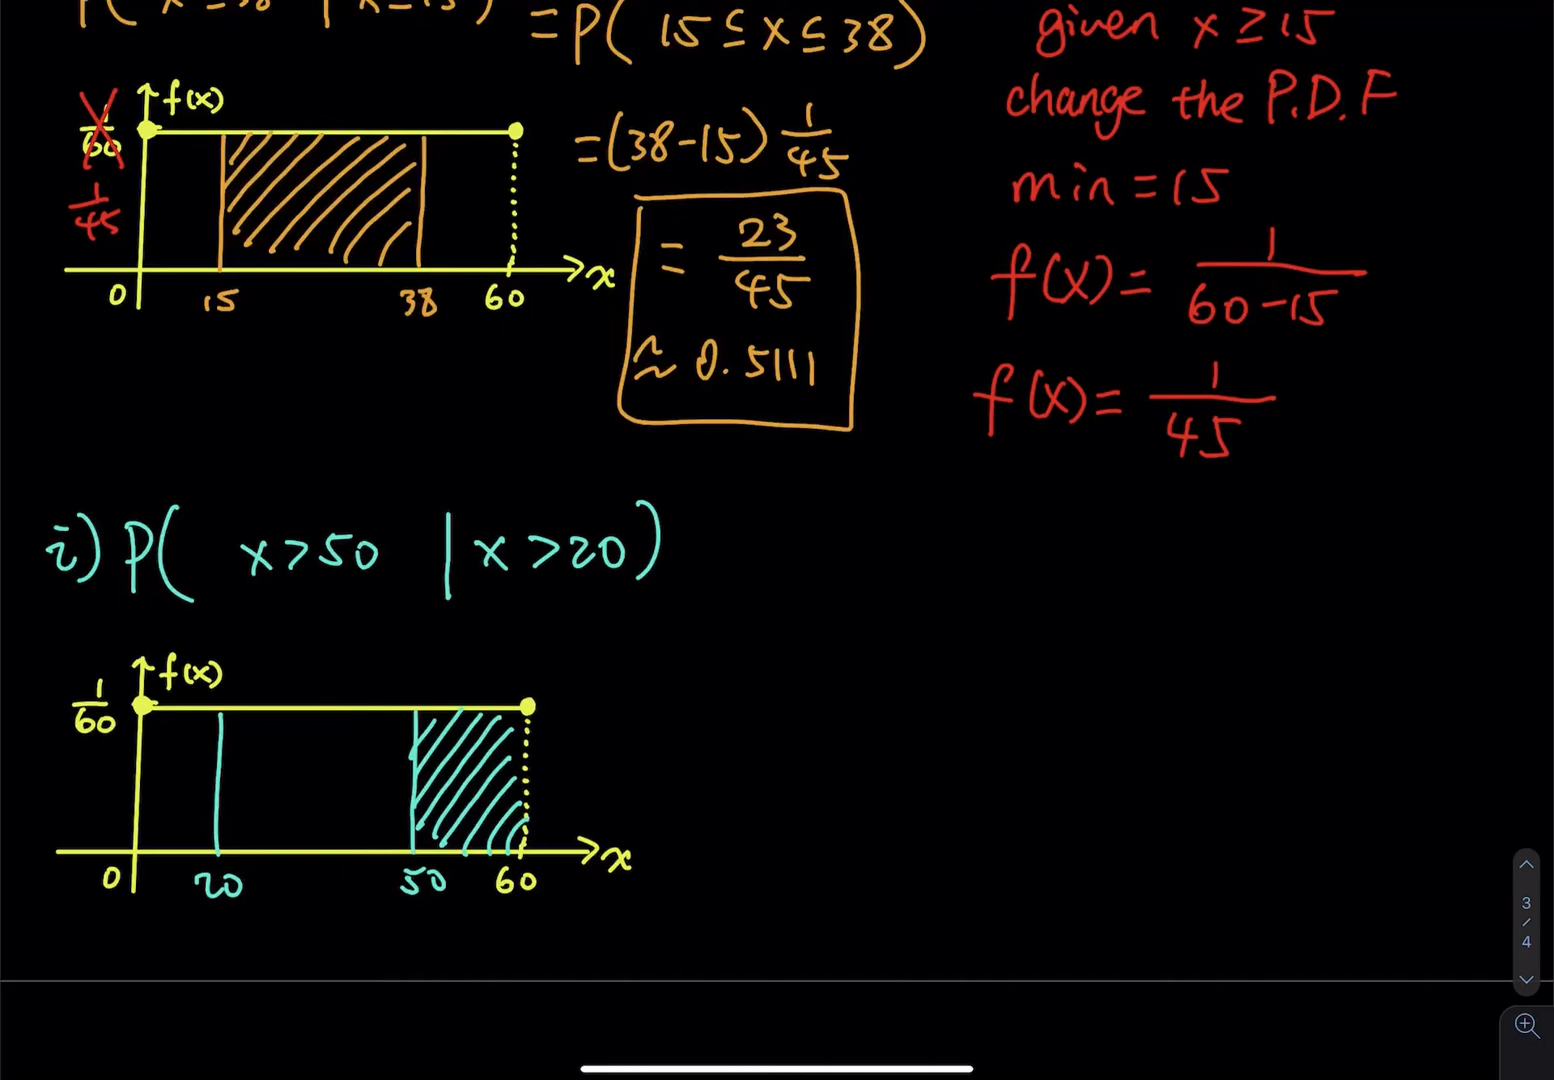 P( x ≤ 38 | x ≥ 15 )
= P( 15 ≤ x ≤ 38 )
given x ≥ 15
change the P.D.F
min = 15
f(x) = 1/(60-15)
f(x) = 1/45
f(x)
1/60
1/45
0 15 38 60 x
= (38-15) 1/45
= 23/45
≈ 0.5111
i) P( x>50 | x>20 )
f(x)
1/60
0 20 50 60 x
3
/
4